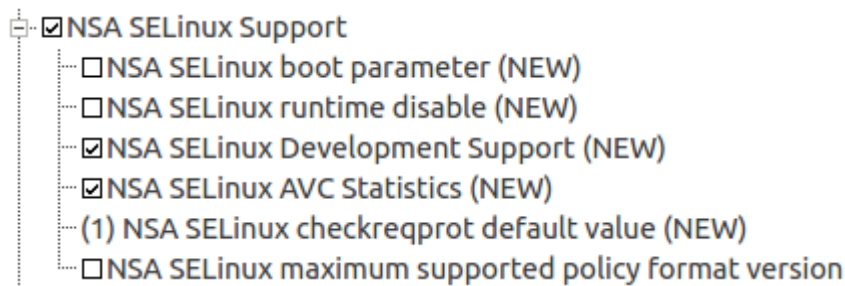 NSA SELinux Support
NSA SELinux boot parameter (NEW)
NSA SELinux runtime disable (NEW)
NSA SELinux Development Support (NEW)
NSA SELinux AVC Statistics (NEW)
(1) NSA SELinux checkreqprot default value (NEW)
NSA SELinux maximum supported policy format version